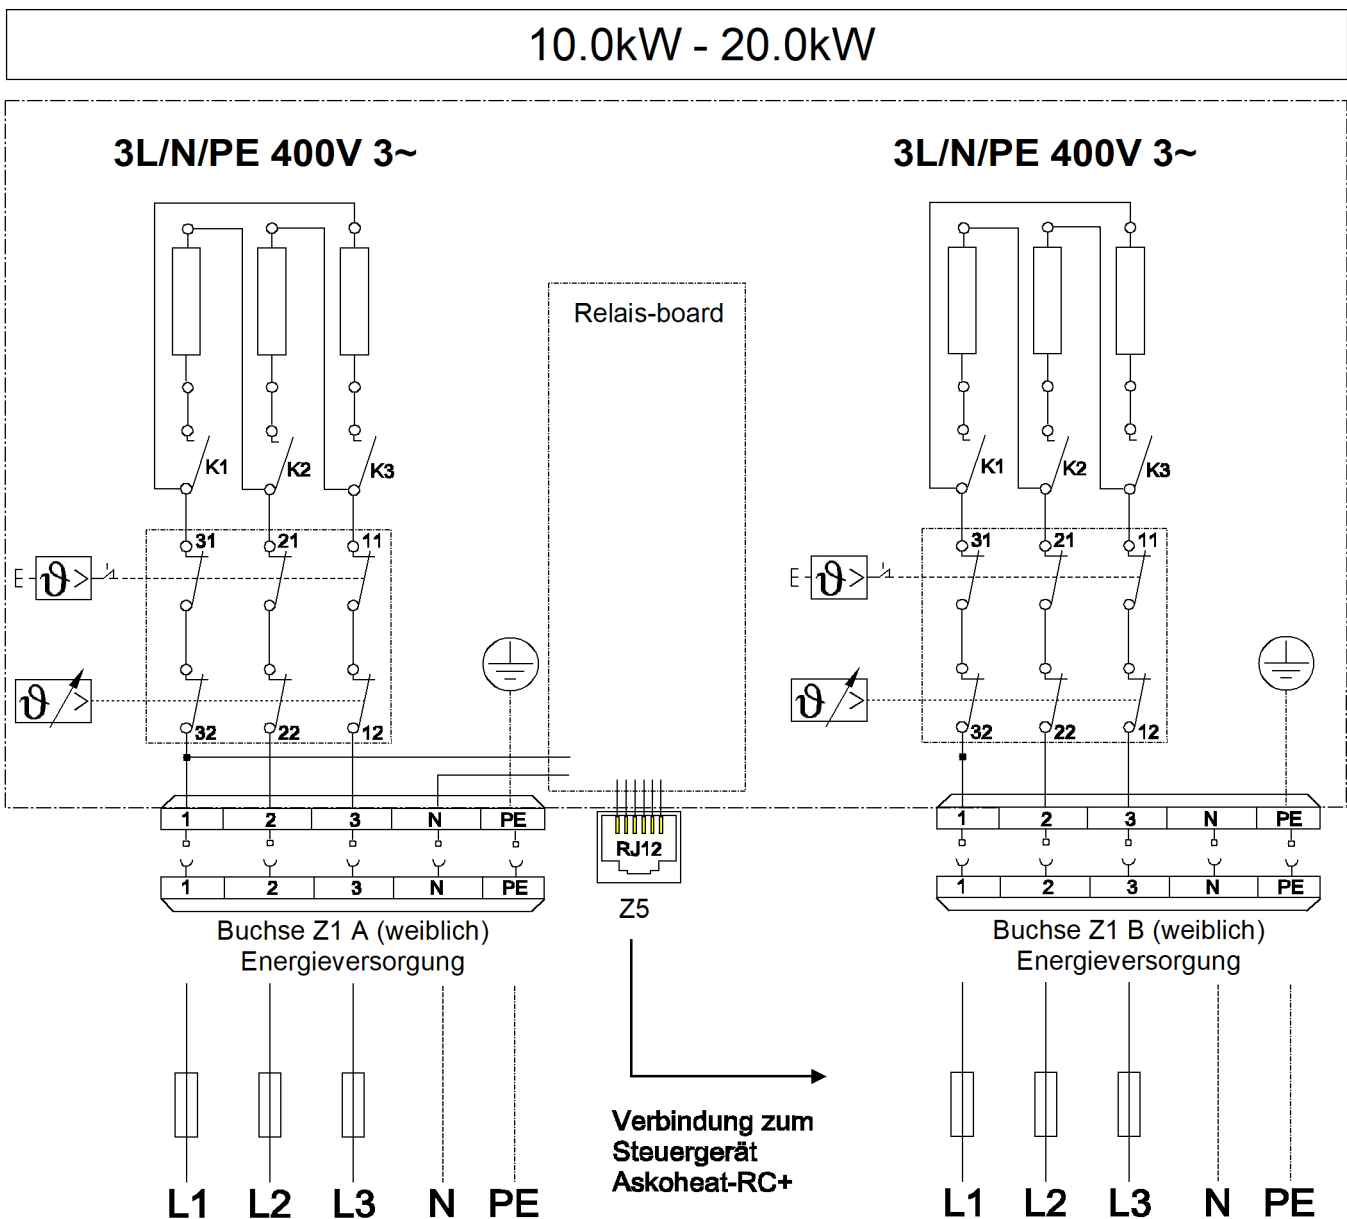 10.0kW - 20.0kW
3L/N/PE 400V 3~
3L/N/PE 400V 3~
Relais-board
K1 K2 K3
K1 K2 K3
31 21 11
31 21 11
E ϑ >
E ϑ >
ϑ >
ϑ >
32 22 12
32 22 12
1 2 3 N PE
1 2 3 N PE
RJ12
1 2 3 N PE
1 2 3 N PE
Z5
Buchse Z1 A (weiblich)
Energieversorgung
Buchse Z1 B (weiblich)
Energieversorgung
Verbindung zum
Steuergerät
Askoheat-RC+
L1 L2 L3 N PE
L1 L2 L3 N PE